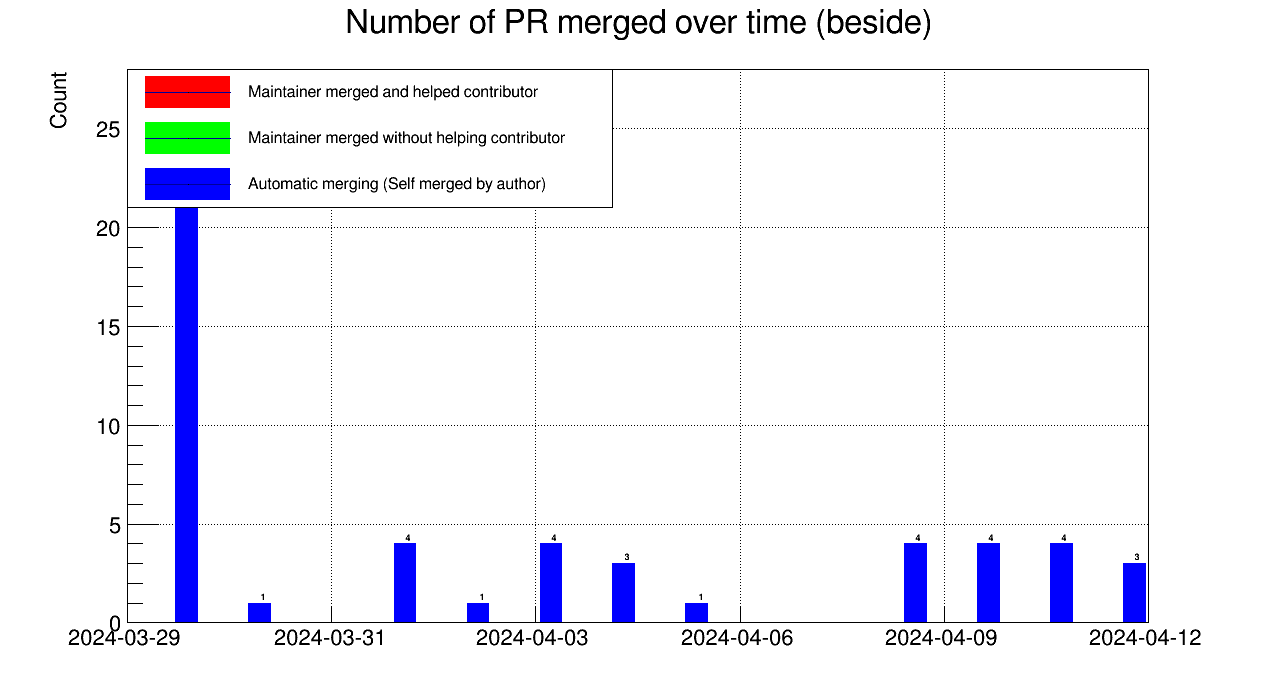 Number of PR merged over time (beside)
Count
Maintainer merged and helped contributor
Maintainer merged without helping contributor
Automatic merging (Self merged by author)
25
20
15
10
5
0
1
4
1
4
3
1
4
4
4
3
2024-03-29 2024-03-31 2024-04-03 2024-04-06 2024-04-09 2024-04-12